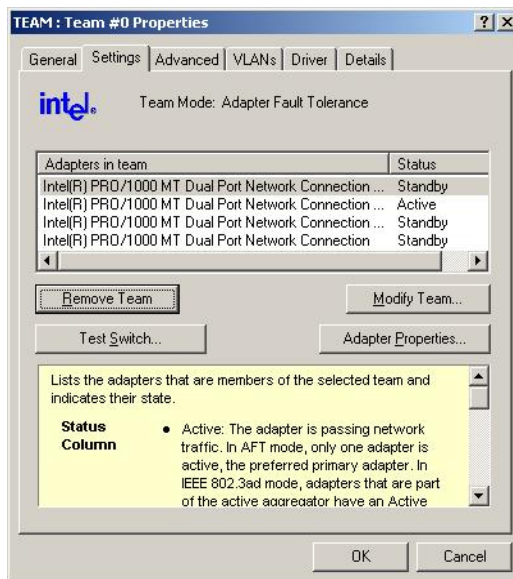 TEAM : Team #0 Properties
General Settings Advanced VLANs Driver Details
intel. Team Mode: Adapter Fault Tolerance
Adapters in team Status
Intel(R) PRO/1000 MT Dual Port Network Connection ... Standby
Intel(R) PRO/1000 MT Dual Port Network Connection ... Active
Intel(R) PRO/1000 MT Dual Port Network Connection ... Standby
Intel(R) PRO/1000 MT Dual Port Network Connection Standby
Remove Team Modify Team...
Test Switch... Adapter Properties...
Lists the adapters that are members of the selected team and
indicates their state.
Status • Active: The adapter is passing network
Column traffic. In AFT mode, only one adapter is
active, the preferred primary adapter. In
IEEE 802.3ad mode, adapters that are part
of the active aggregator have an Active
OK Cancel